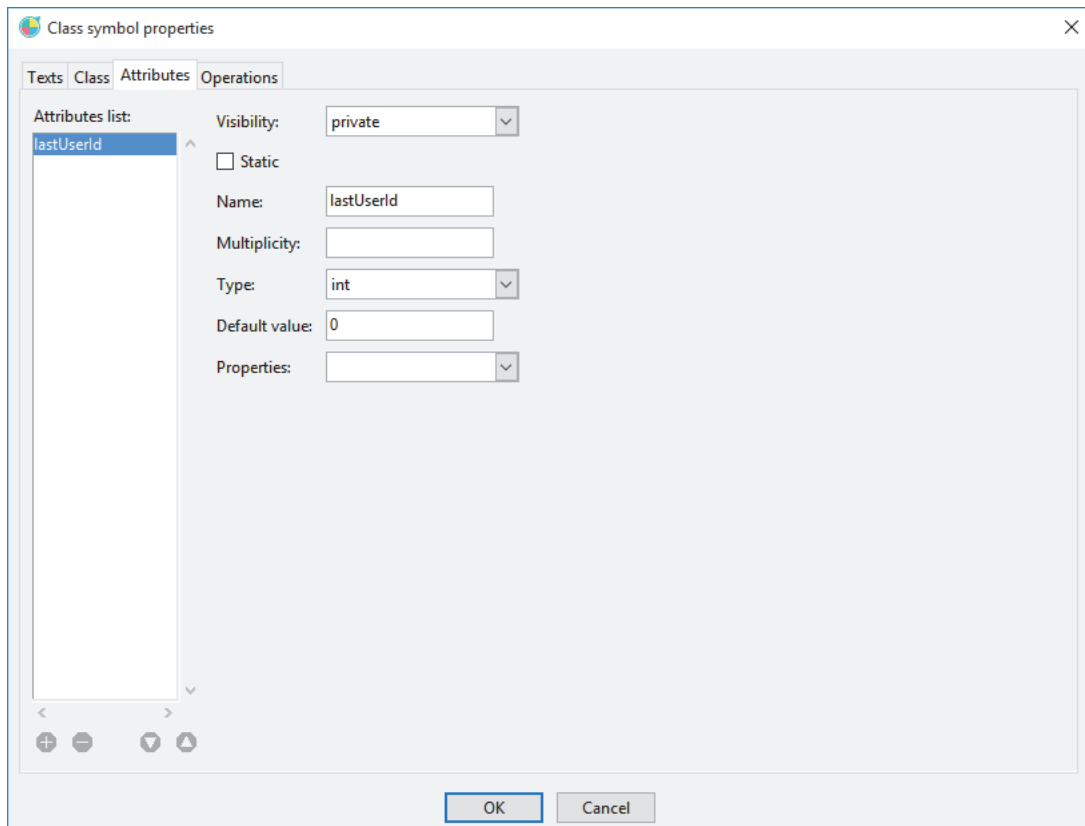 Class symbol properties
Texts Class Attributes Operations
Attributes list:
lastUserId
Visibility: private
Static
Name: lastUserId
Multiplicity:
Type: int
Default value: 0
Properties:
OK Cancel